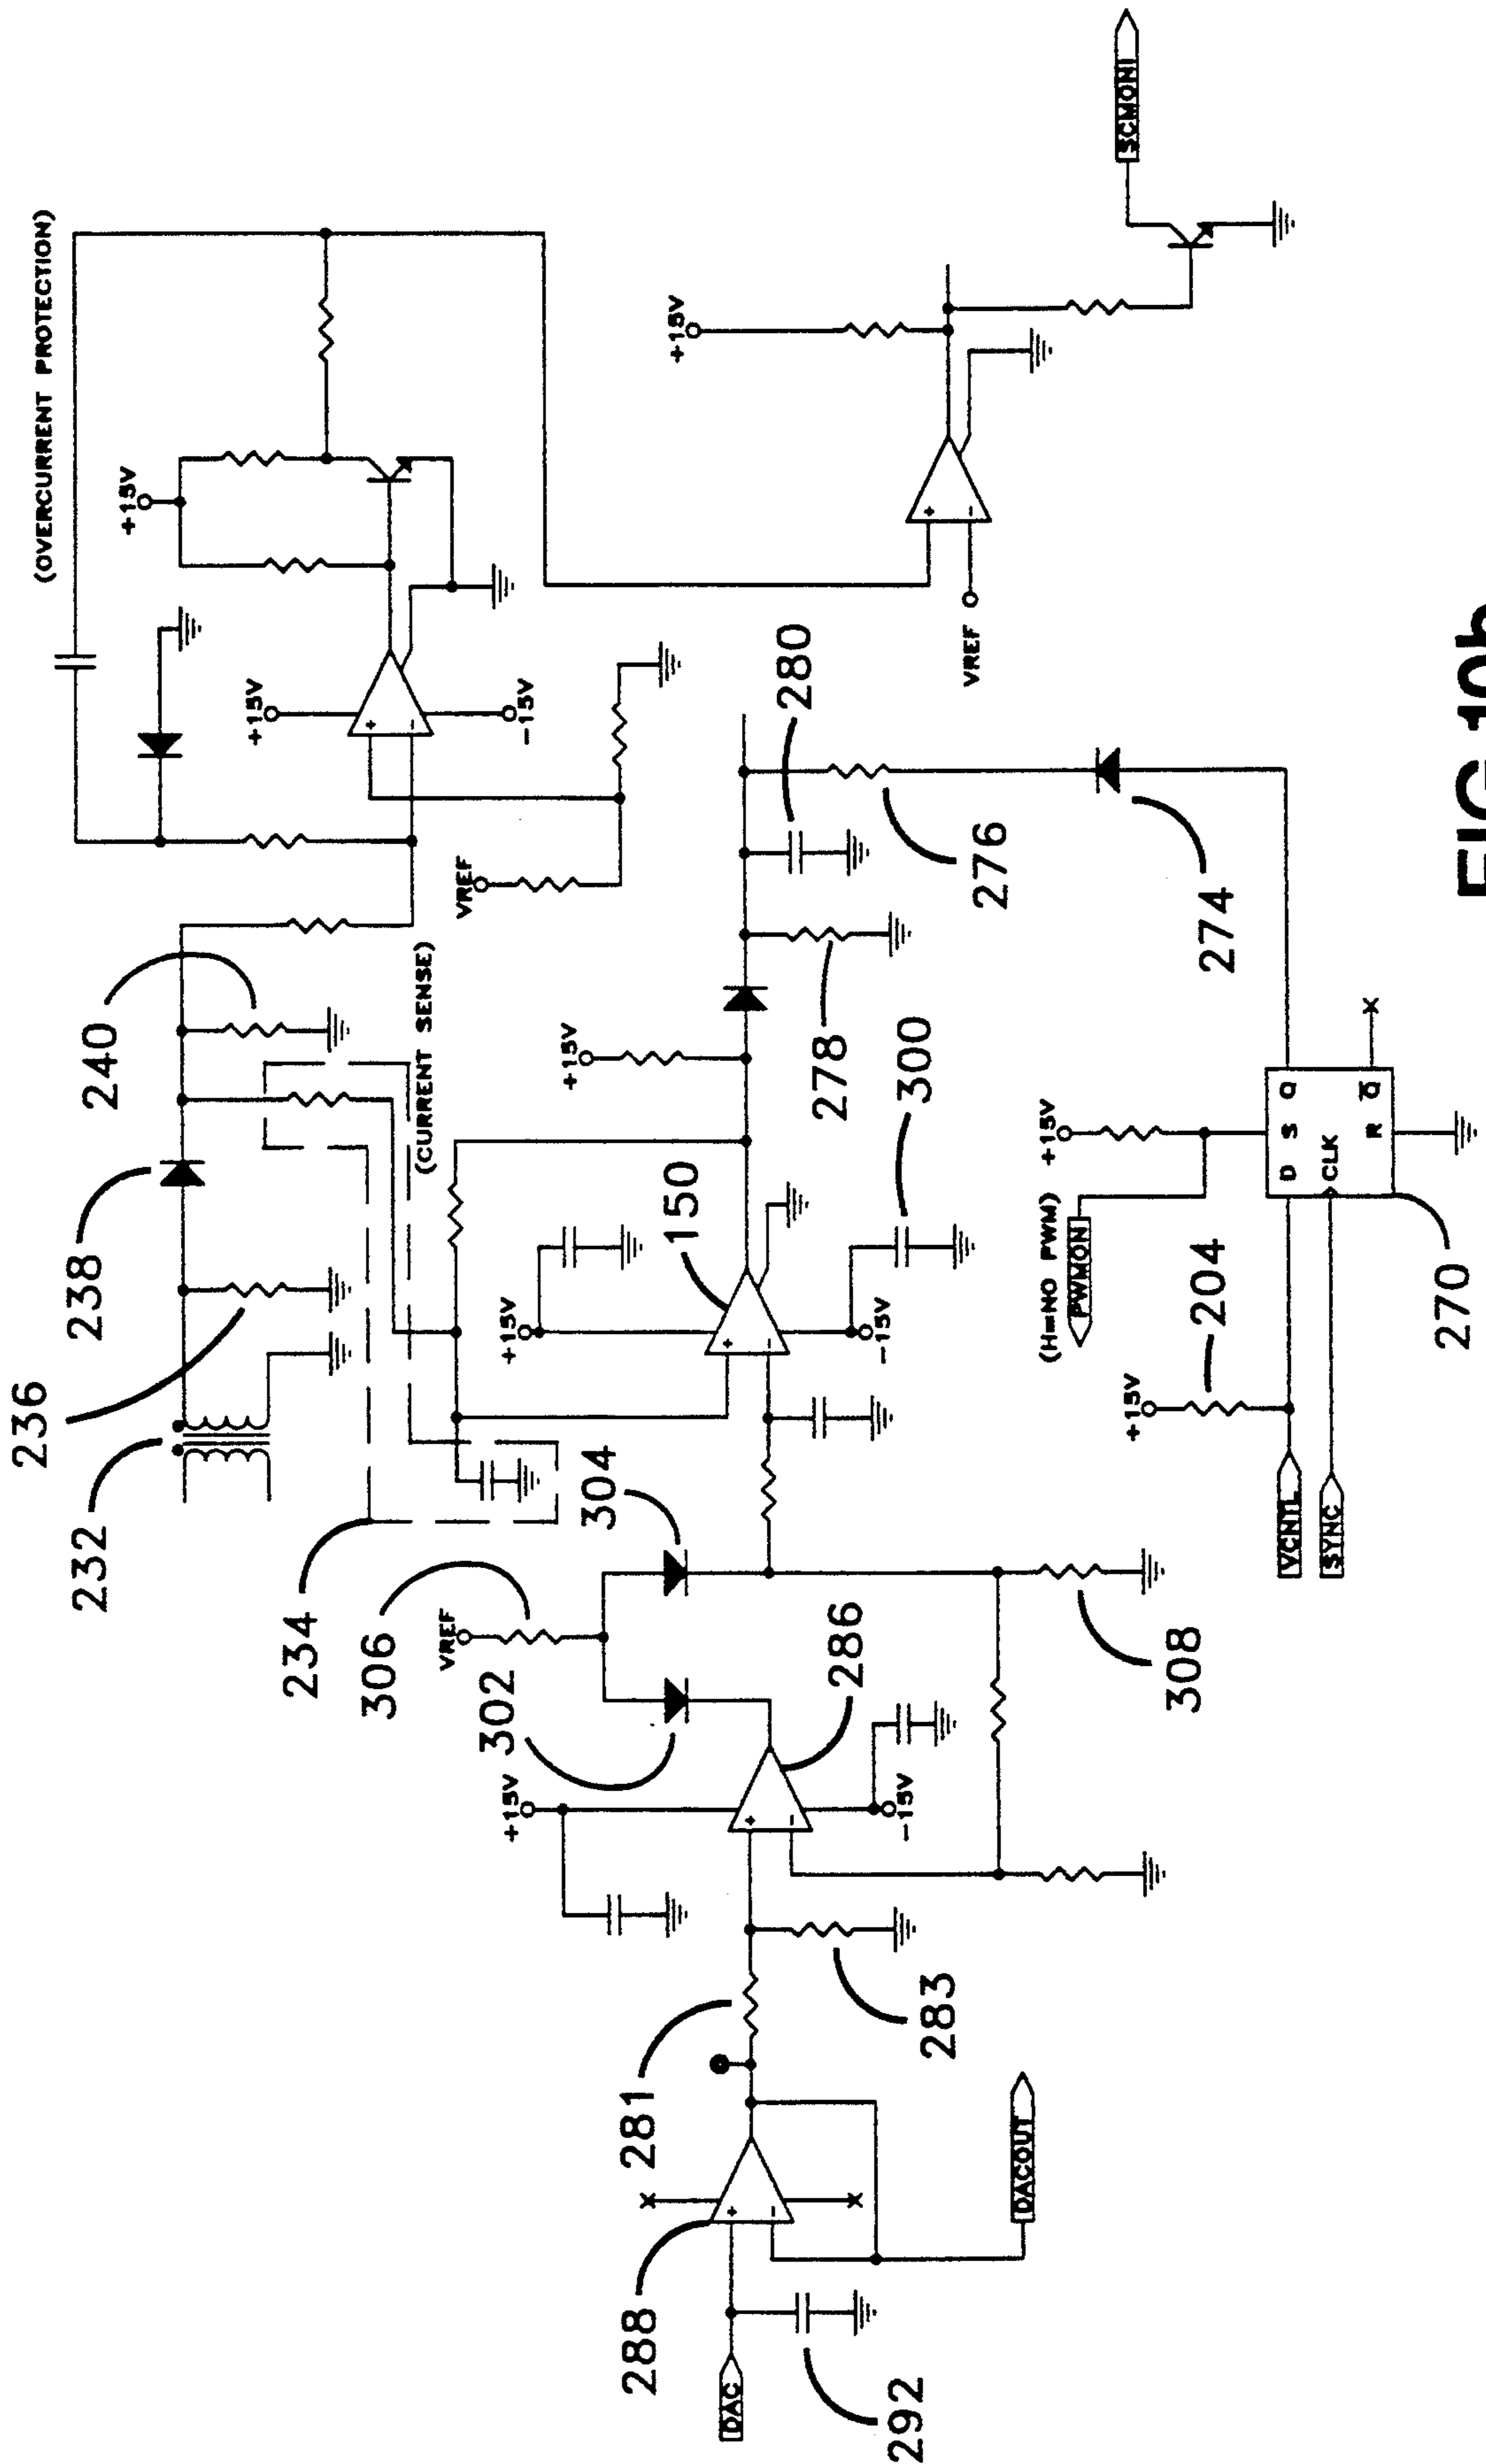 (OVERCURRENT PROTECTION)
+15V
+15V
-15V
VREF
236
232
238
240
234
(CURRENT SENSE)
+15V
VREF
SCMONI
306
VREF
302
304
+15V
-15V
286
308
+15V
150
-15V
+15V
278
300
280
276
274
288
281
283
292
DAC
DACOUT
(H=NO PWM)
PWMON
+15V
+15V
204
VCNTL
SYNC
D S Q
CLK
R Q
270
FIG.10b